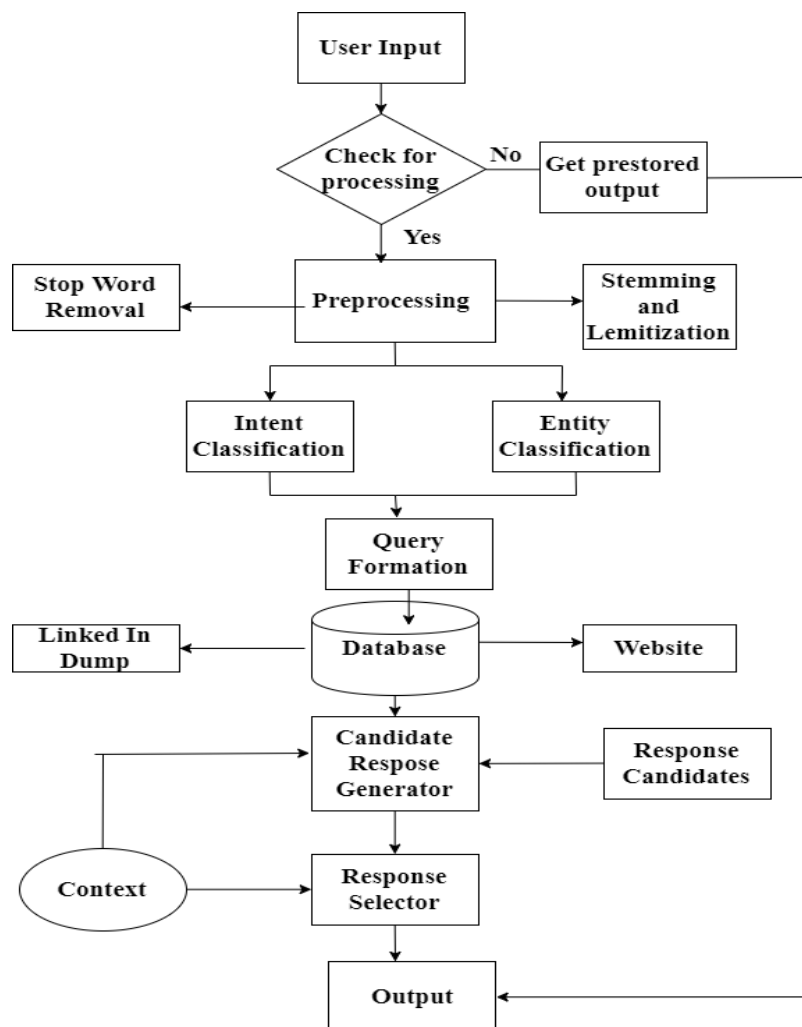 User Input
Check for
processing
No
Get prestored
output
Yes
Stop Word
Removal
Preprocessing
Stemming
and
Lemitization
Intent
Classification
Entity
Classification
Query
Formation
Linked In
Dump
Database
Website
Candidate
Respose
Generator
Response
Candidates
Context
Response
Selector
Output